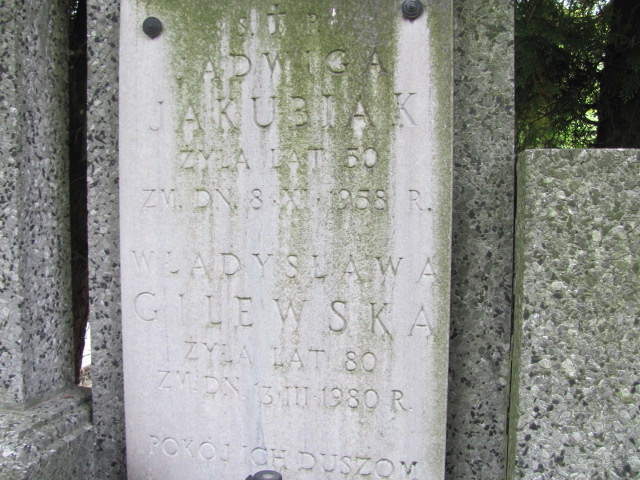 Ś † P
JADWIGA
JAKUBIAK
ŻYŁA LAT 50
ZM. DN. 8 · XI · 1958 R.
WŁADYSŁAWA
GILEWSKA
ŻYŁA LAT 80
ZM. DN. 13 · III · 1980 R.
POKÓJ ICH DUSZOM